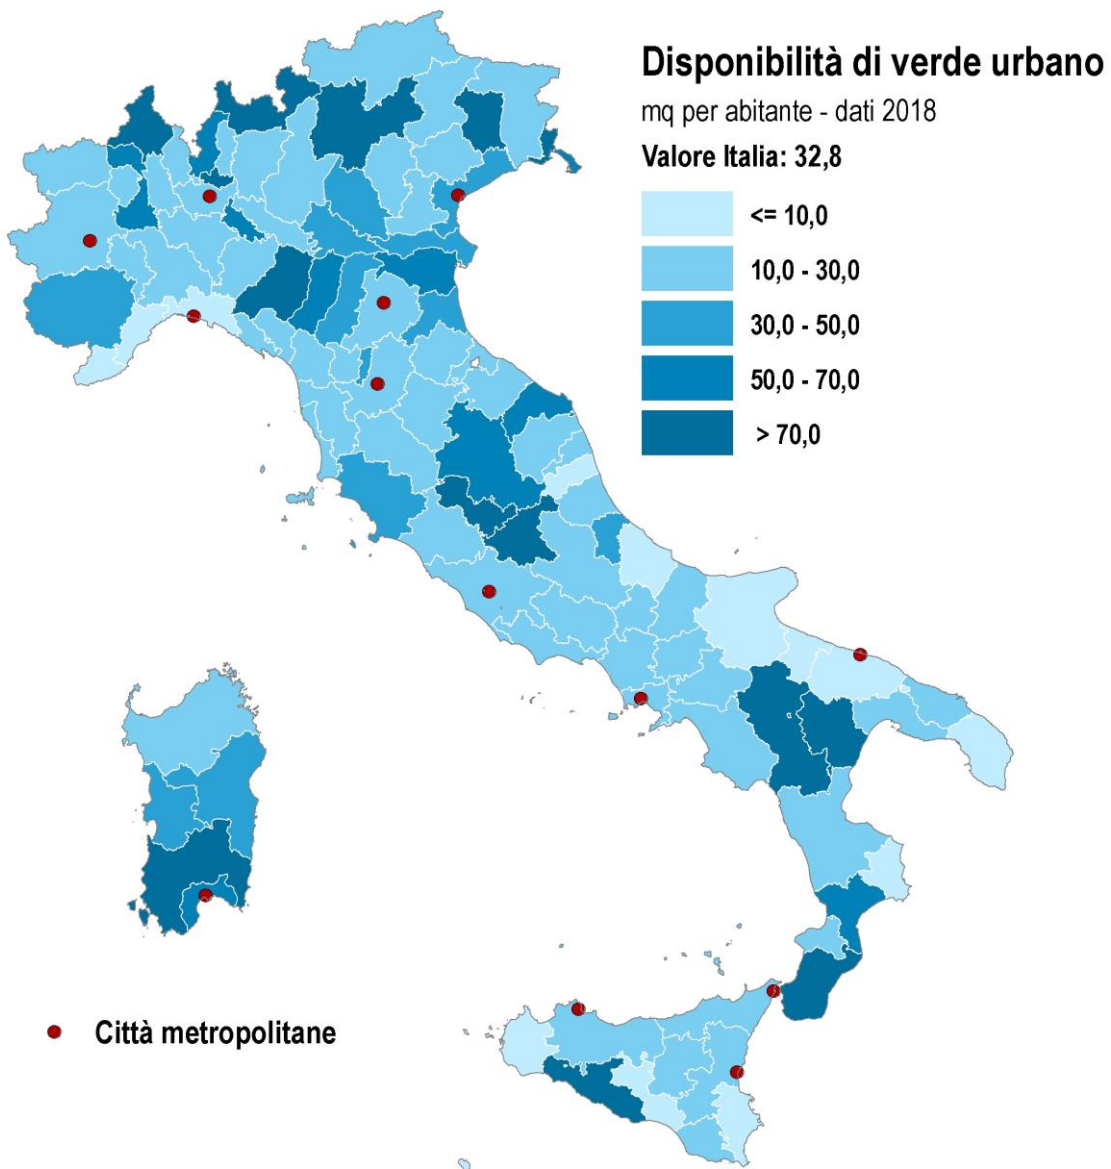 Disponibilità di verde urbano
mq per abitante - dati 2018
Valore Italia: 32,8
<= 10,0
10,0 - 30,0
30,0 - 50,0
50,0 - 70,0
> 70,0
Città metropolitane